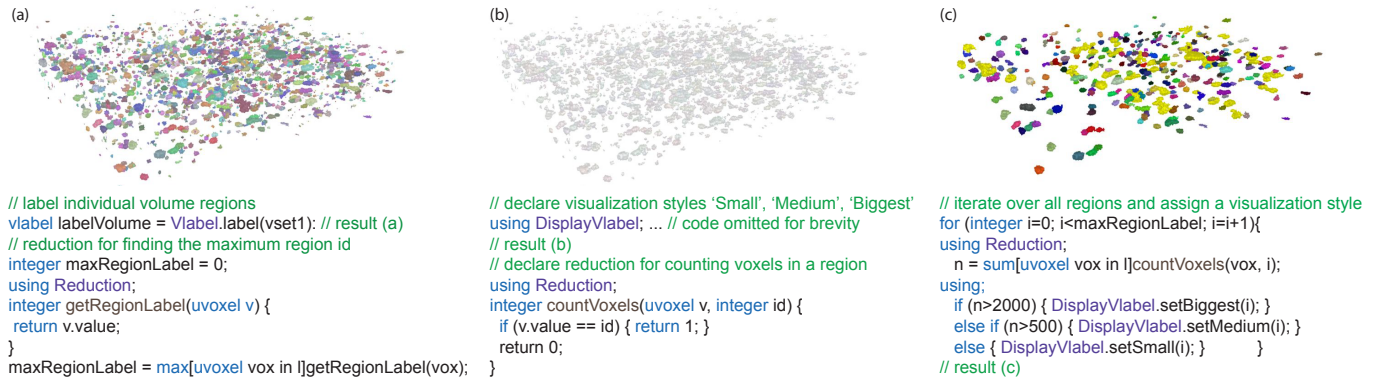 (a)
// label individual volume regions
vlabel labelVolume = Vlabel.label(vset1): // result (a)
// reduction for finding the maximum region id
integer maxRegionLabel = 0;
using Reduction;
integer getRegionLabel(uvoxel v) {
return v.value;
}
maxRegionLabel = max[uvoxel vox in l]getRegionLabel(vox);
(b)
// declare visualization styles ‘Small’, ‘Medium’, ‘Biggest’
using DisplayVlabel; ... // code omitted for brevity
// result (b)
// declare reduction for counting voxels in a region
using Reduction;
integer countVoxels(uvoxel v, integer id) {
if (v.value == id) { return 1; }
return 0;
}
(c)
// iterate over all regions and assign a visualization style
for (integer i=0; i<maxRegionLabel; i=i+1){
using Reduction;
n = sum[uvoxel vox in l]countVoxels(vox, i);
using;
if (n>2000) { DisplayVlabel.setBiggest(i); }
else if (n>500) { DisplayVlabel.setMedium(i); }
else { DisplayVlabel.setSmall(i); } }
// result (c)